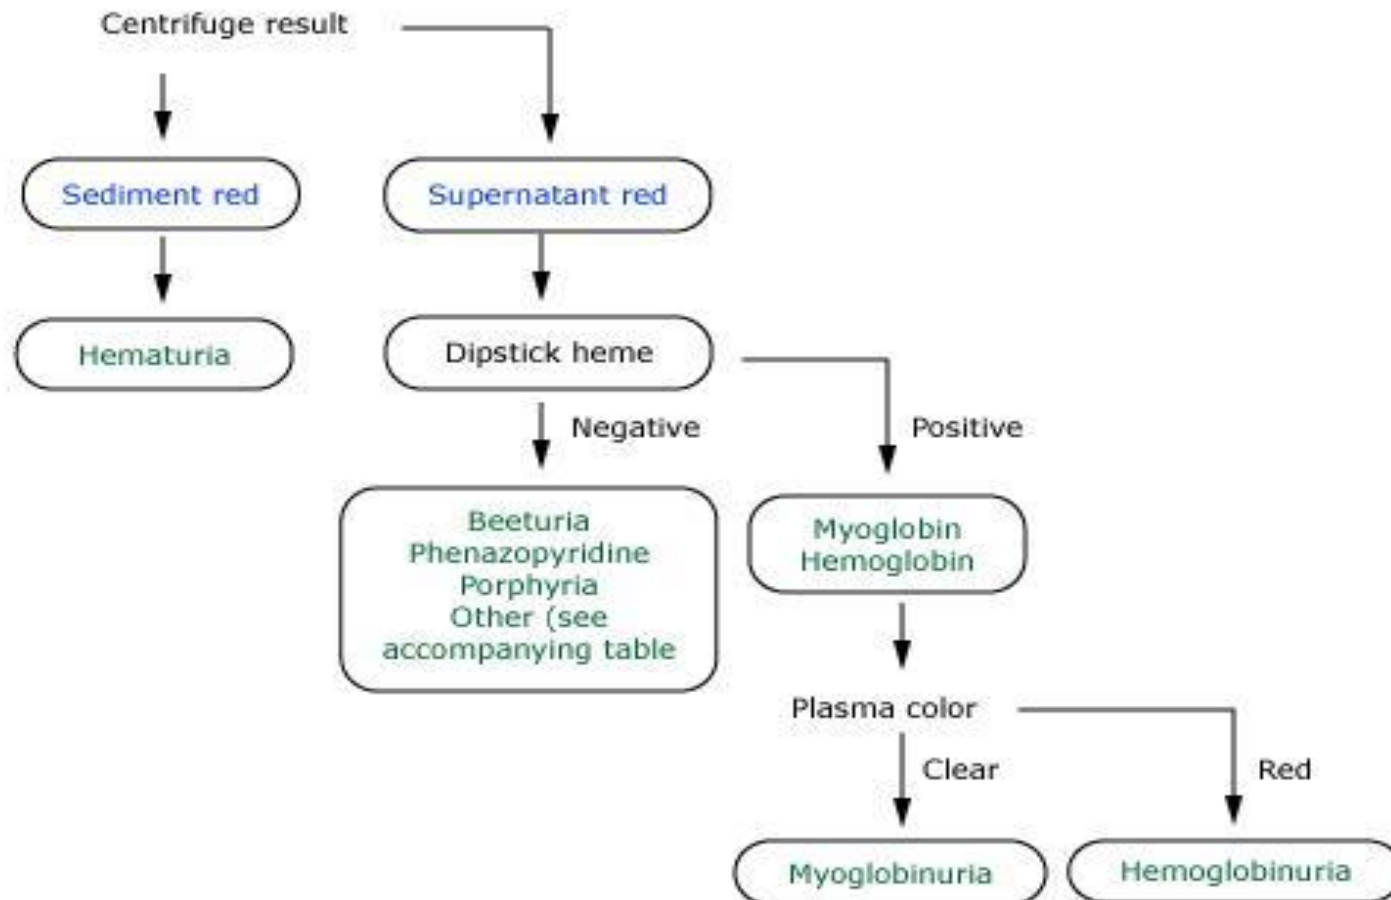 Centrifuge result
Sediment red
Supernatant red
Hematuria
Dipstick heme
Negative
Positive
Beeturia
Phenazopyridine
Porphyria
Other (see
accompanying table
Myoglobin
Hemoglobin
Plasma color
Clear
Red
Myoglobinuria
Hemoglobinuria